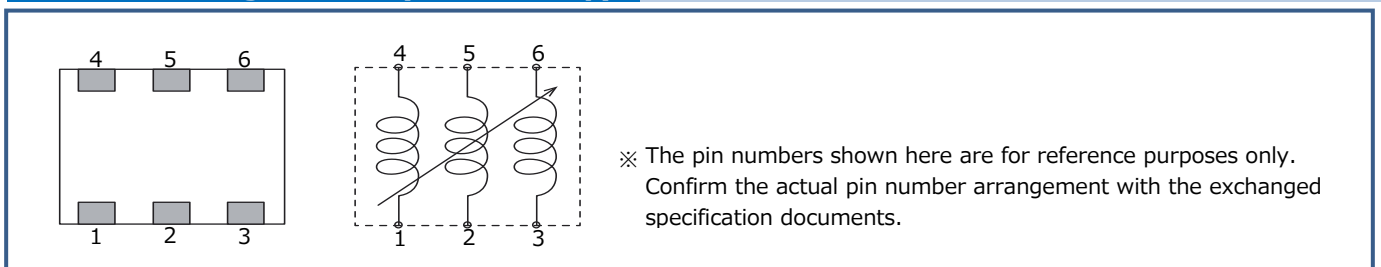 4 5 6
1 2 3
4 5 6
1 2 3
※ The pin numbers shown here are for reference purposes only.
Confirm the actual pin number arrangement with the exchanged
specification documents.